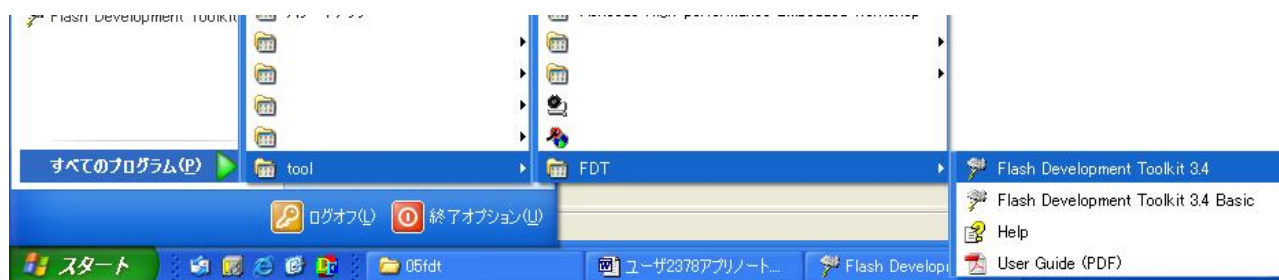 Flash Development Toolkit
すべてのプログラム(P)
tool
FDT
Flash Development Toolkit 3.4
Flash Development Toolkit 3.4 Basic
Help
User Guide (PDF)
ログオフ(L)
終了オプション(U)
スタート
05fdt
ユーザ2378アプリノート...
Flash Develop